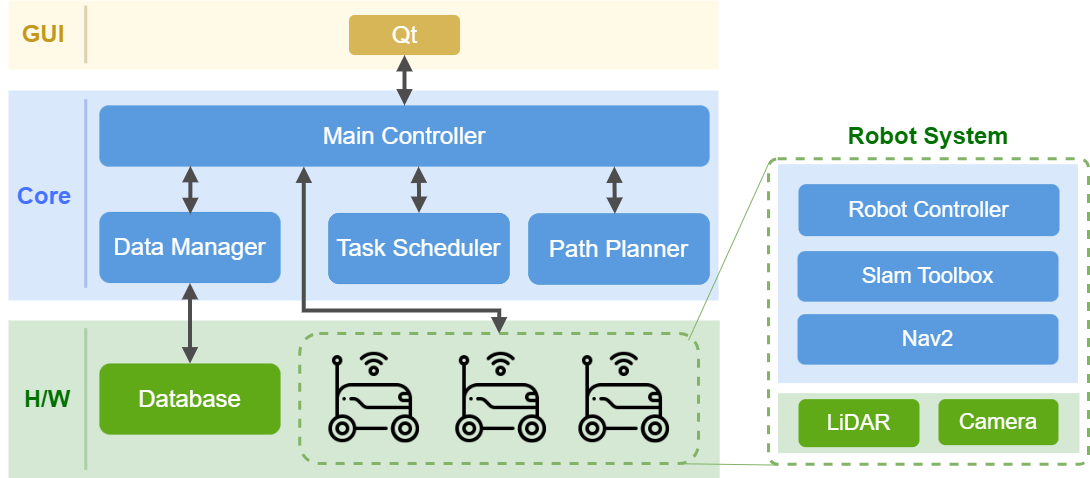 GUI
Qt
Core
Main Controller
Data Manager
Task Scheduler
Path Planner
H/W
Database
Robot System
Robot Controller
Slam Toolbox
Nav2
LiDAR
Camera